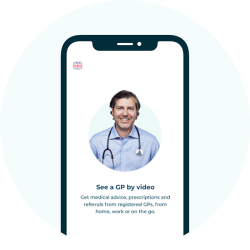 See a GP by video
Get medical advice, prescriptions and
referrals from registered GPs, from
home, work or on the go.